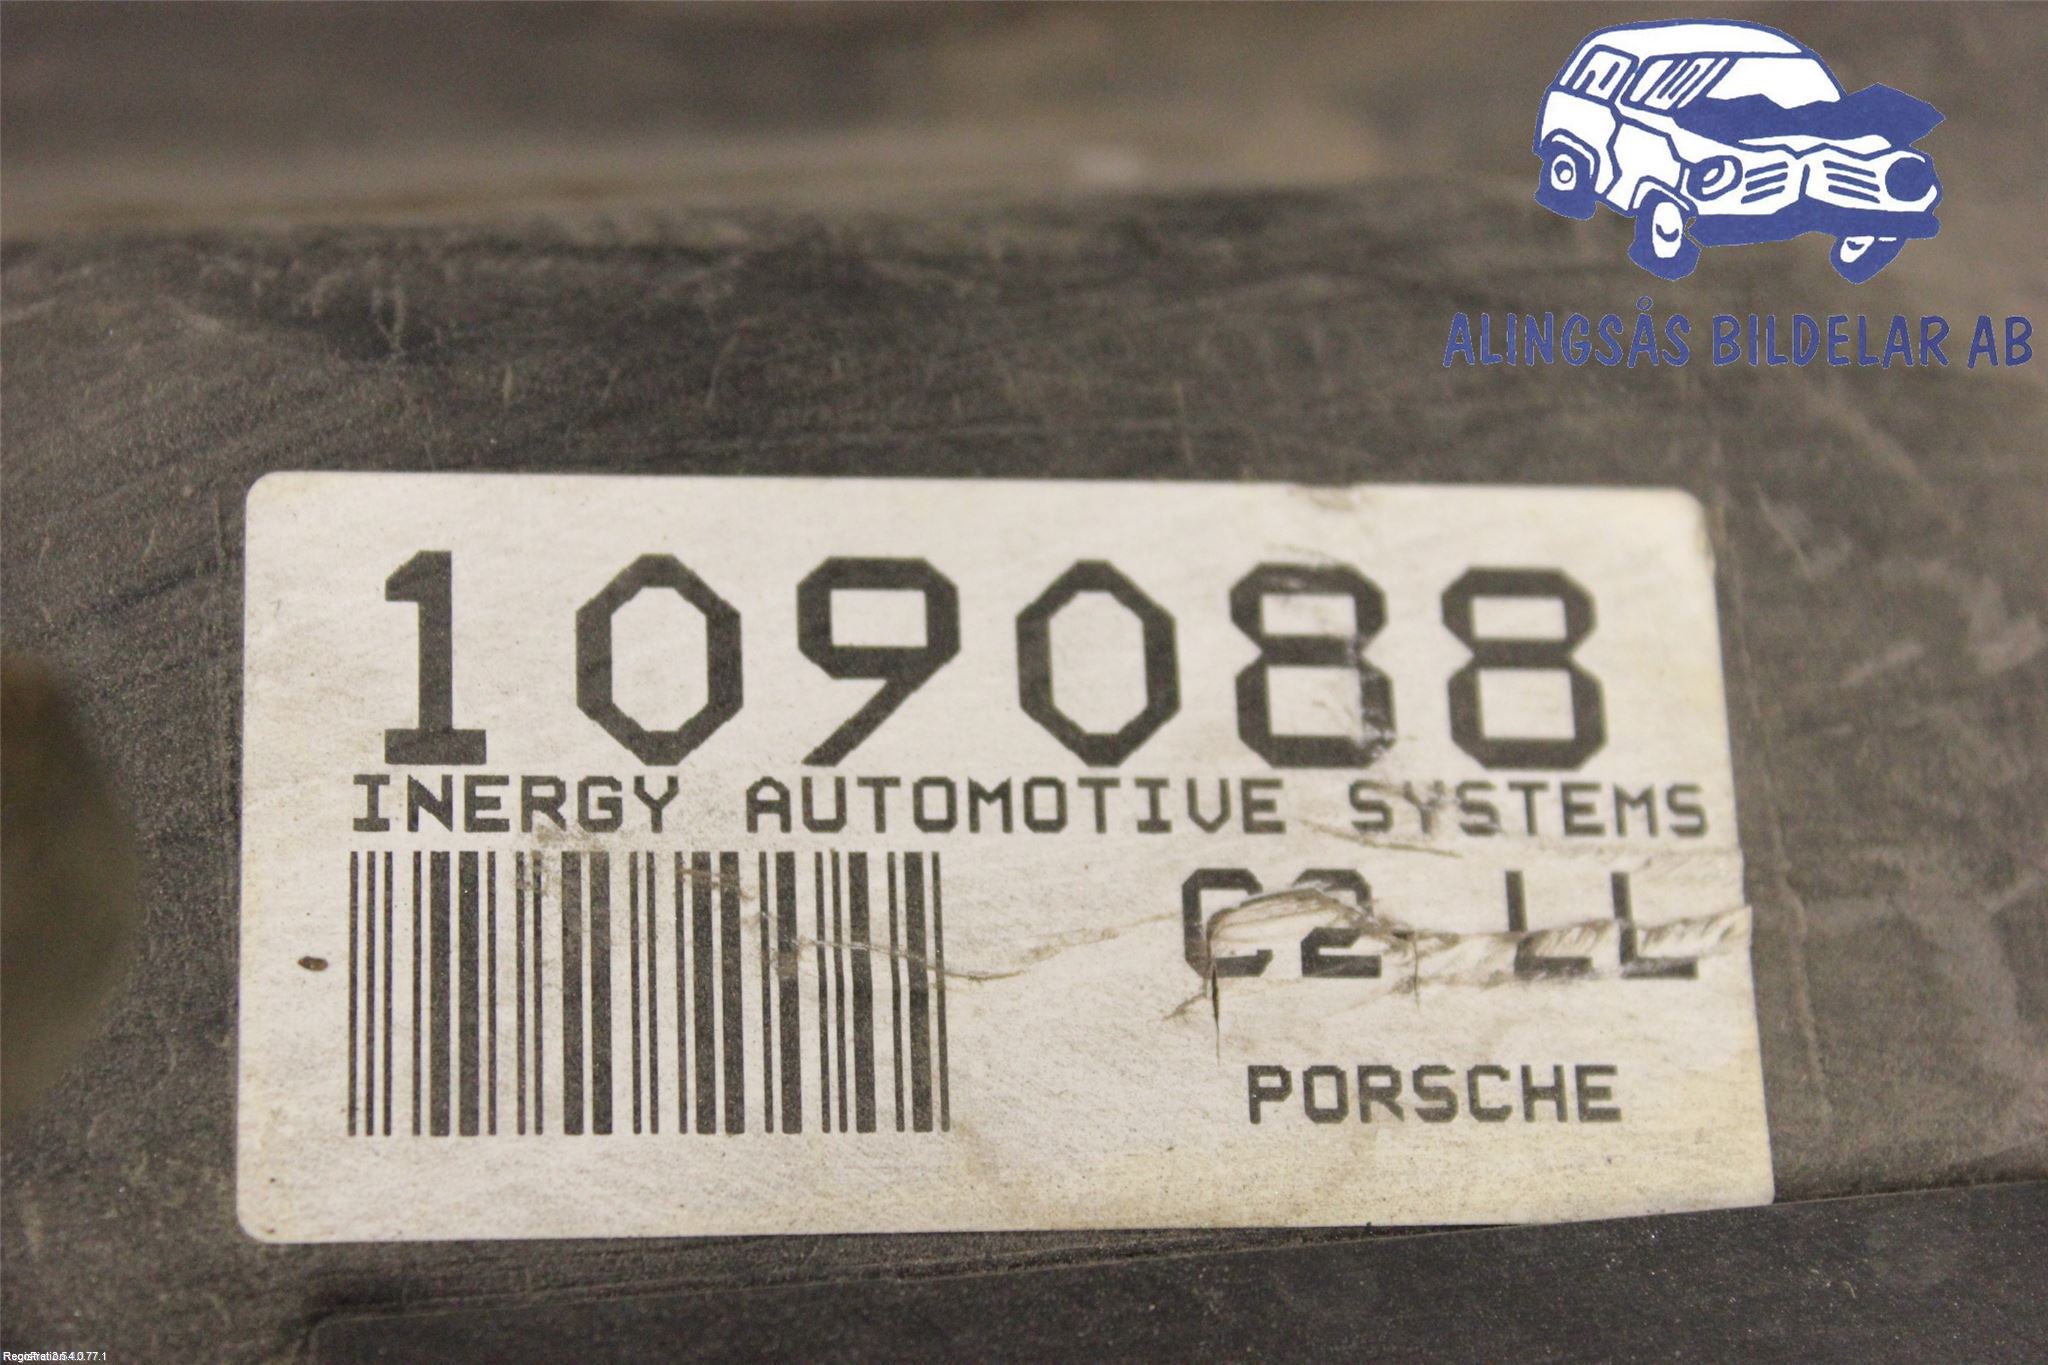 ALINGSÅS BILDELAR AB
109088
INERGY AUTOMOTIVE SYSTEMS
C2 LL
PORSCHE